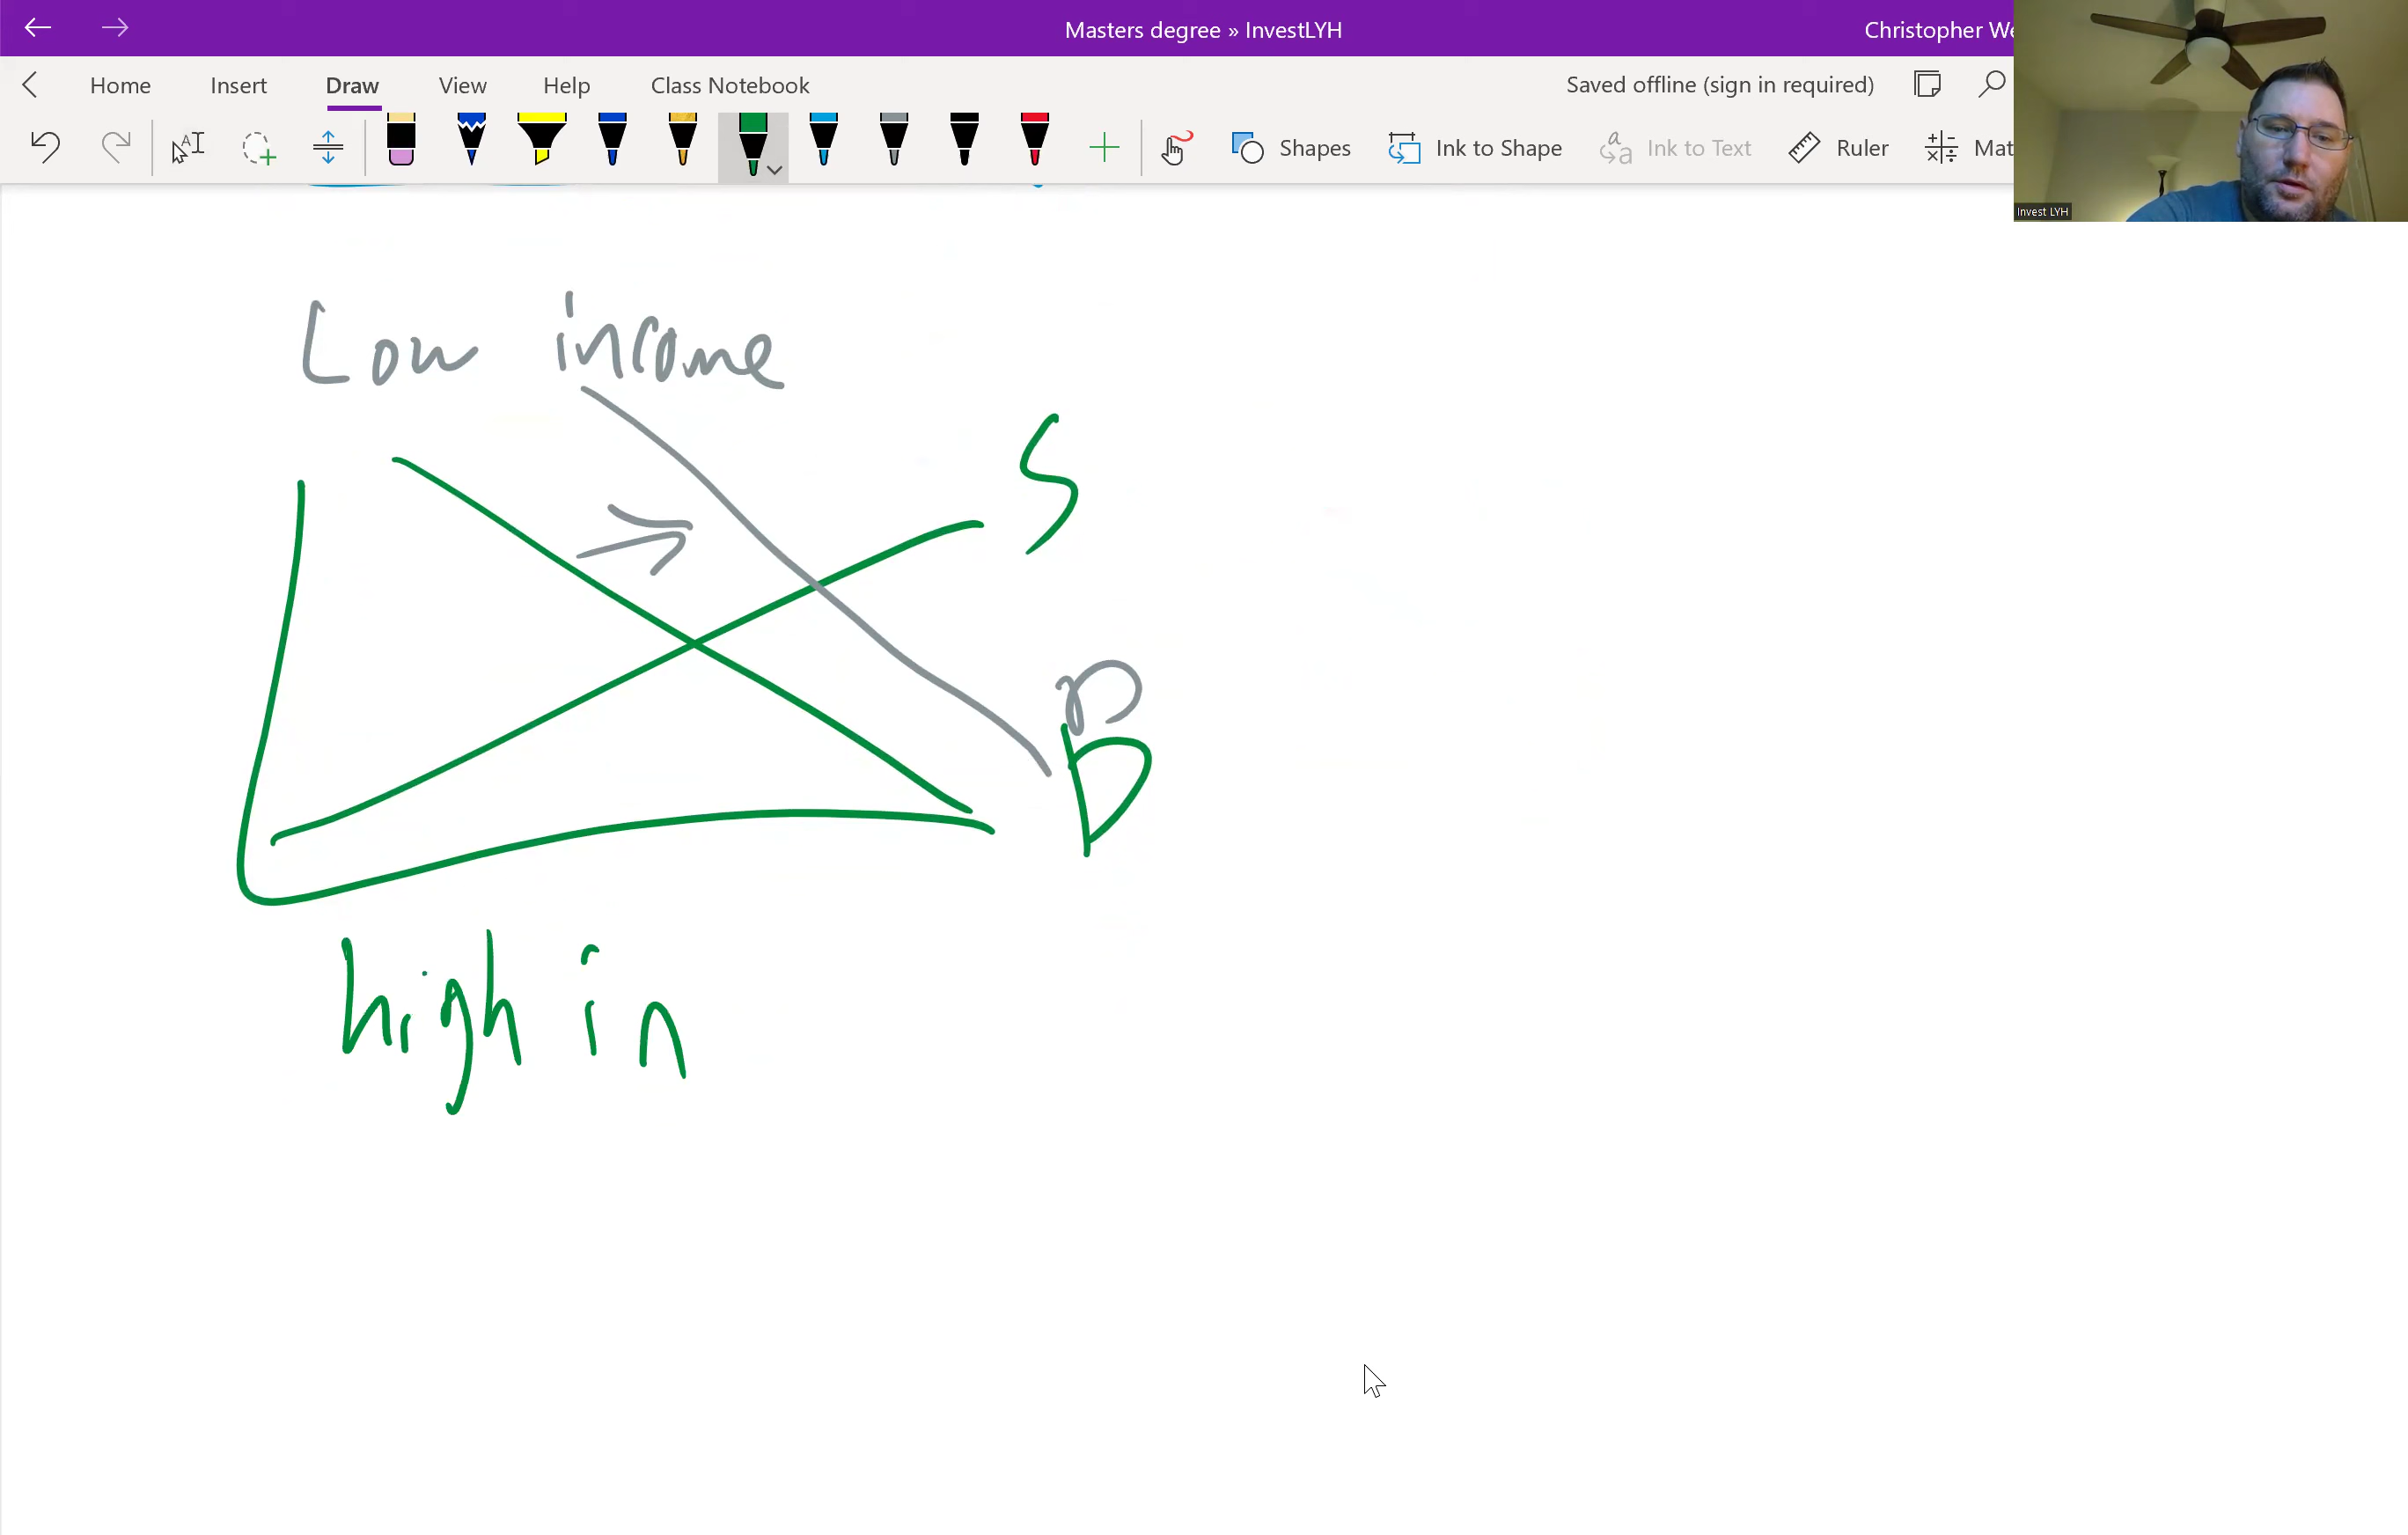 Masters degree » InvestLYH
Christopher We
Home Insert Draw View Help Class Notebook
Saved offline (sign in required)
Shapes Ink to Shape Ink to Text Ruler Mat
Invest LYH
Low income
S
D
D
high in